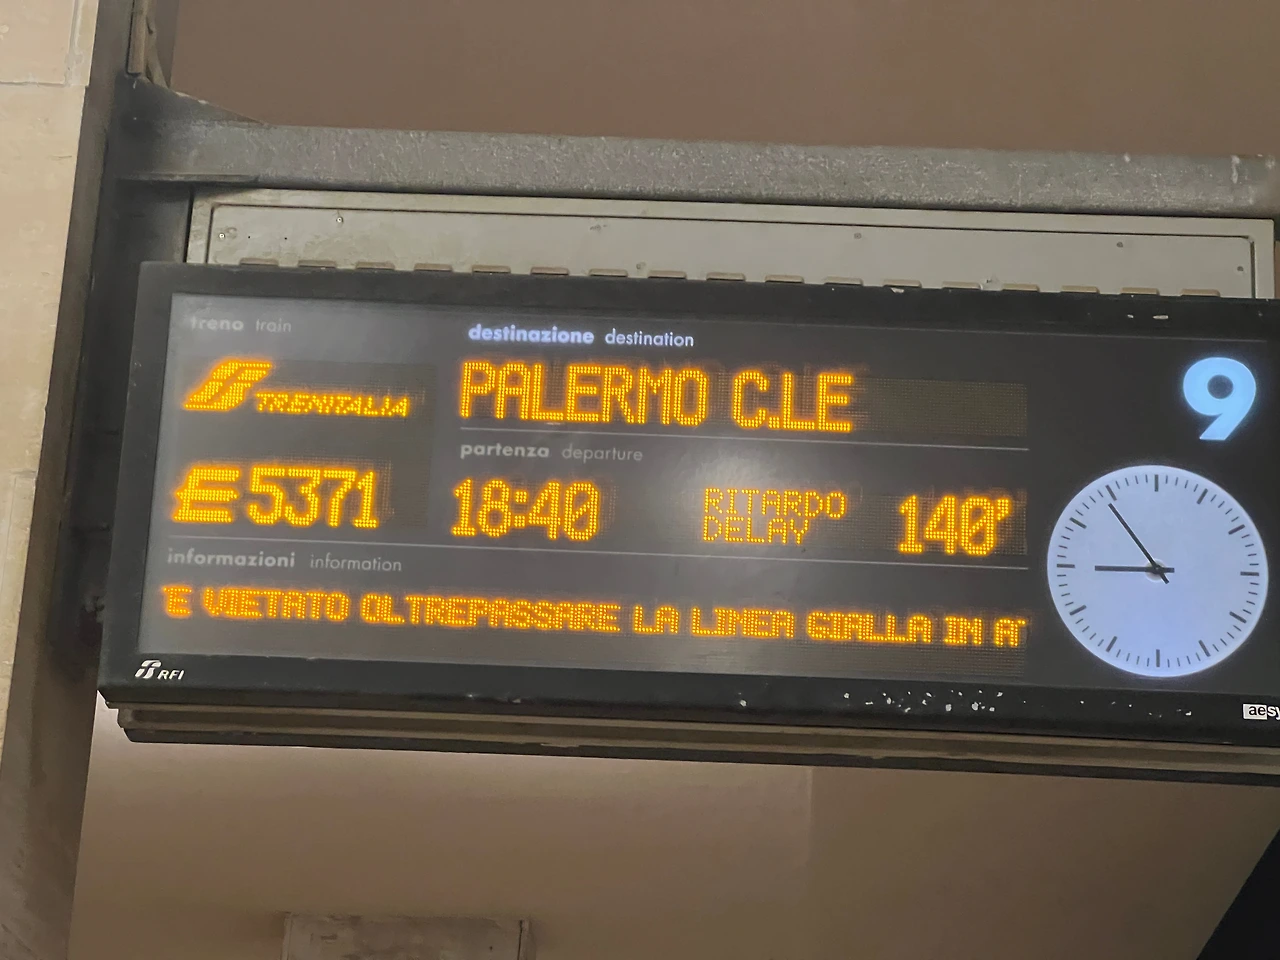 treno train
destinazione destination
TRENITALIA
PALERMO C.LE
9
partenza departure
5371
18:40
RITARDO
DELAY
140'
informazioni information
'E VIETATO OLTREPASSARE LA LINEA GIALLA IN A
RFI
aesy